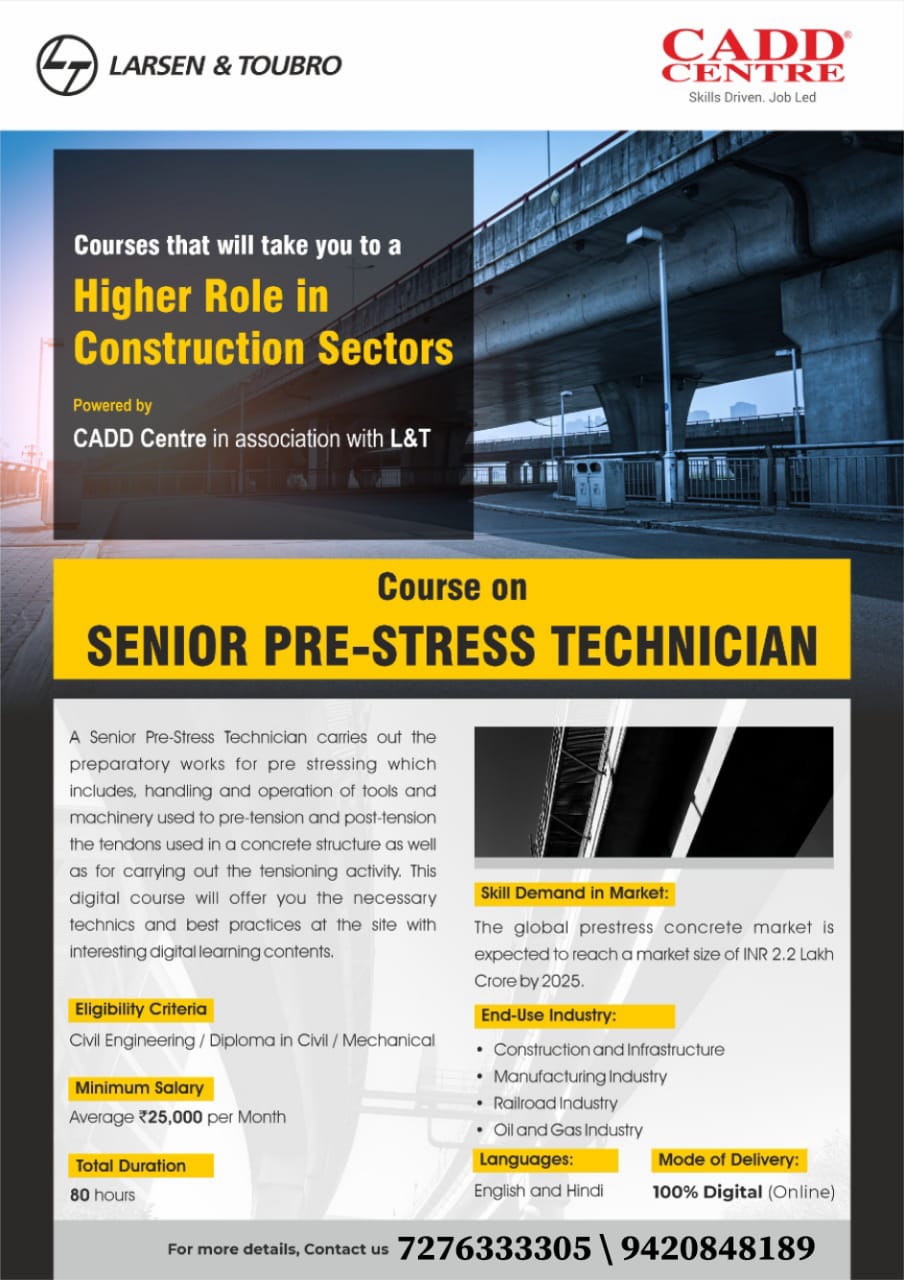 LT LARSEN & TOUBRO
CADD®
CENTRE
Skills Driven. Job Led
Courses that will take you to a
Higher Role in
Construction Sectors
Powered by
CADD Centre in association with L&T
Course on
SENIOR PRE-STRESS TECHNICIAN
A Senior Pre-Stress Technician carries out the
preparatory works for pre stressing which
includes, handling and operation of tools and
machinery used to pre-tension and post-tension
the tendons used in a concrete structure as well
as for carrying out the tensioning activity. This
digital course will offer you the necessary
technics and best practices at the site with
interesting digital learning contents.
Eligibility Criteria
Civil Engineering / Diploma in Civil / Mechanical
Minimum Salary
Average ₹25,000 per Month
Total Duration
80 hours
Skill Demand in Market:
The global prestress concrete market is
expected to reach a market size of INR 2.2 Lakh
Crore by 2025.
End-Use Industry:
• Construction and Infrastructure
• Manufacturing Industry
• Railroad Industry
• Oil and Gas Industry
Languages:
English and Hindi
Mode of Delivery:
100% Digital (Online)
For more details, Contact us 7276333305 \ 9420848189